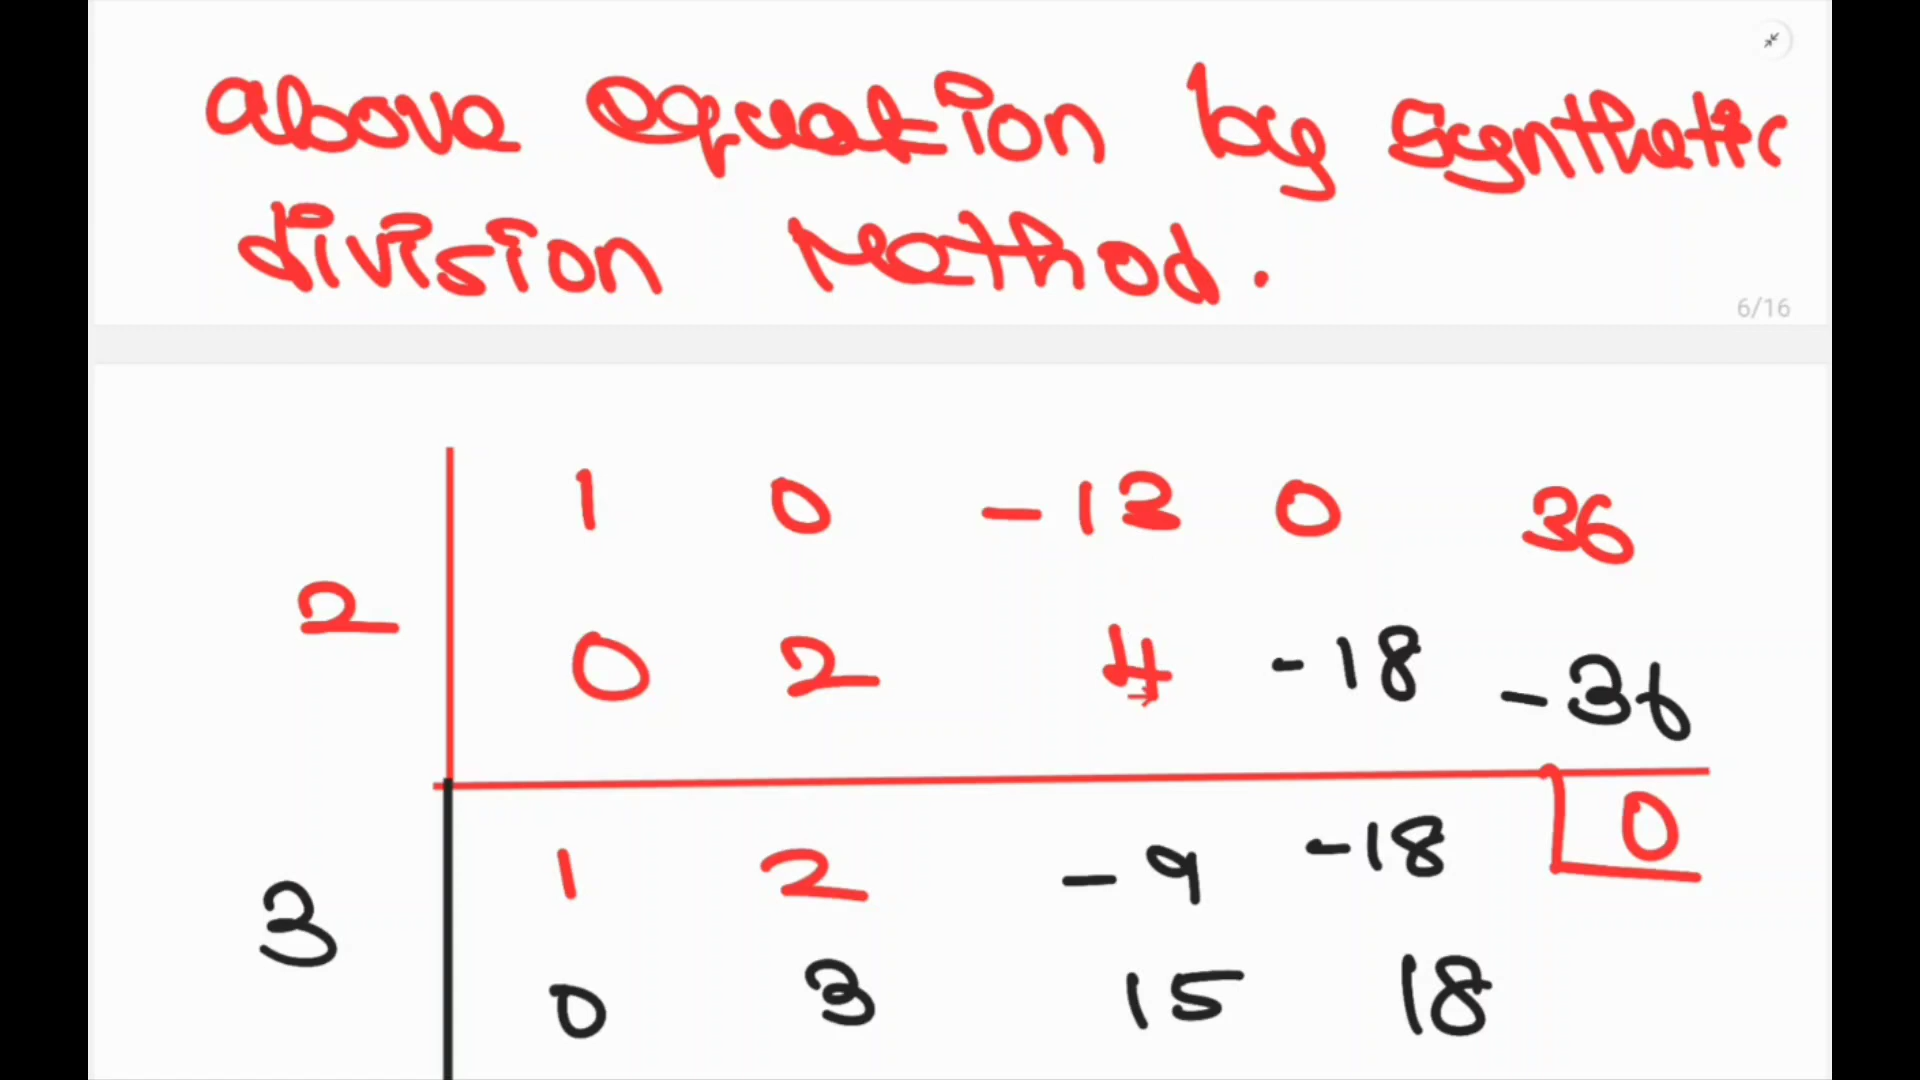 above equation by Synthetic
division Method.
6/16
1 0 -13 0 36
2
0 2 4 -18 -36
1 2 -9 -18 0
3
0 3 15 18